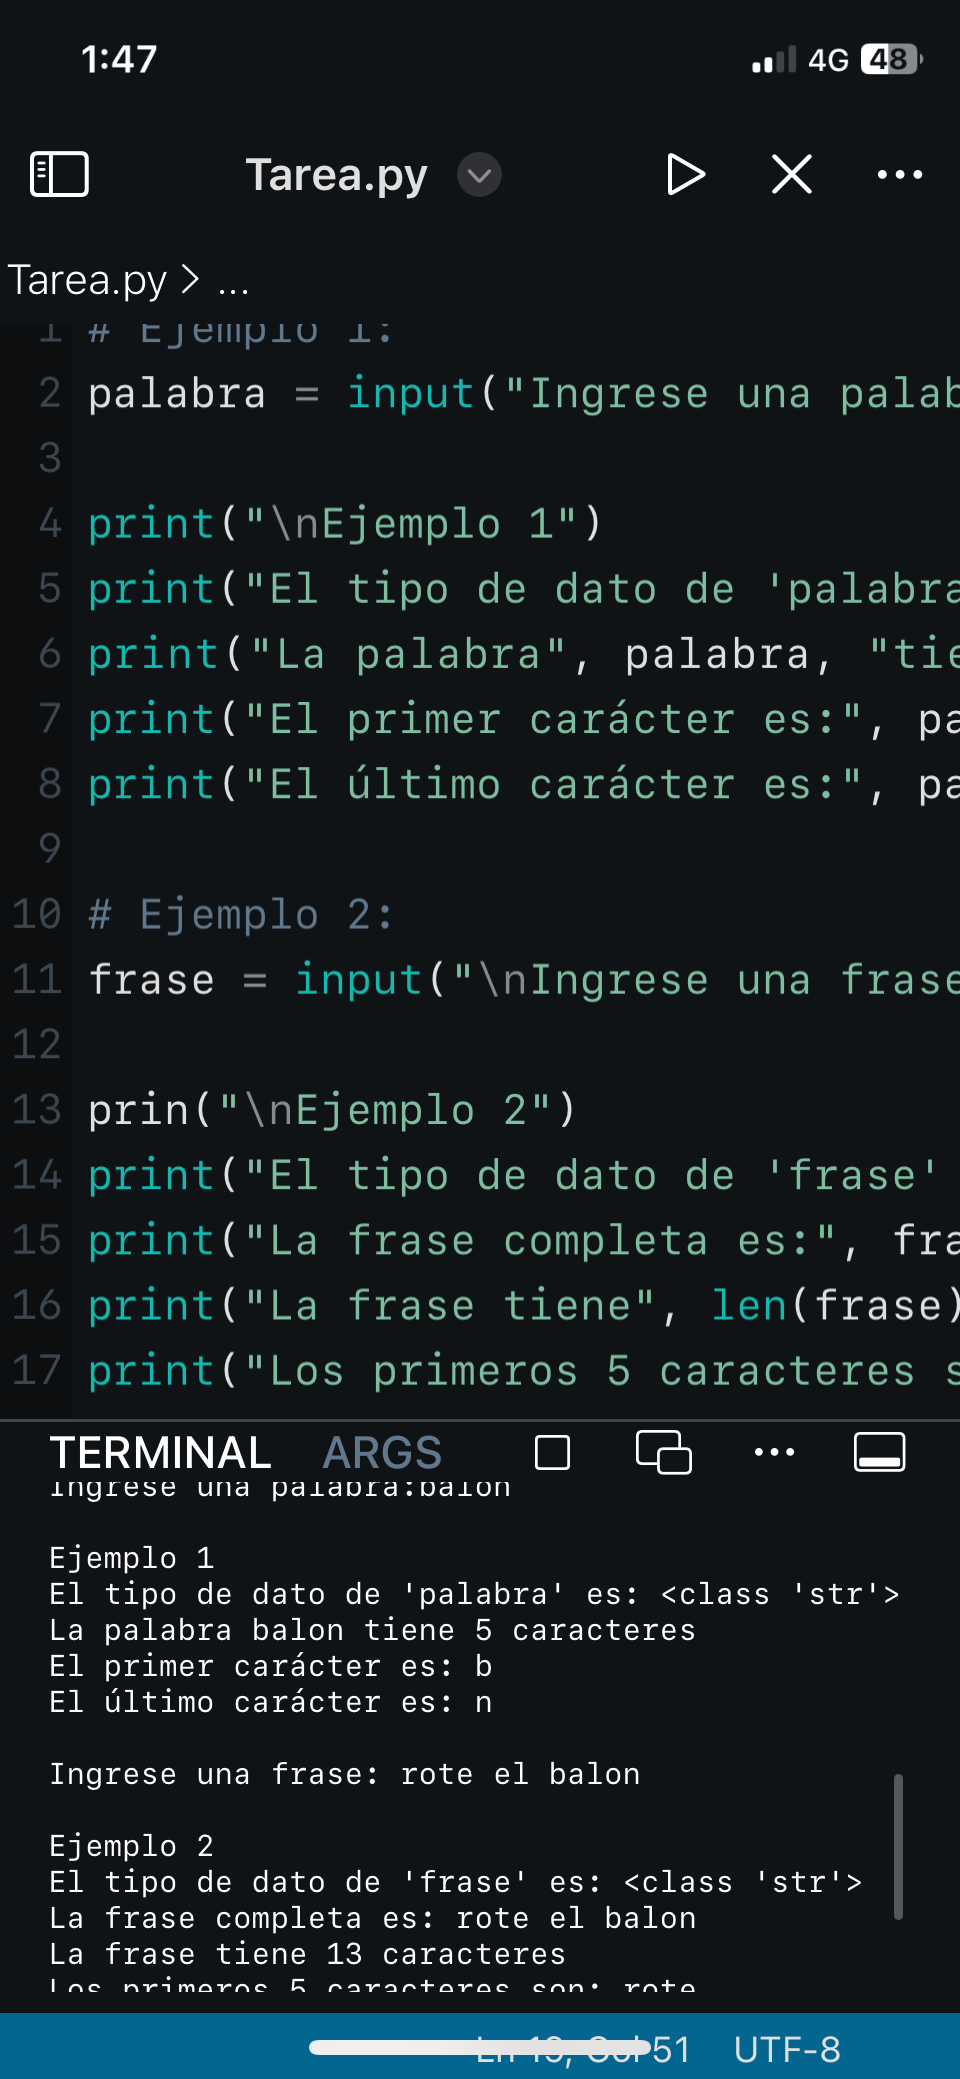 1:47
4G 48
Tarea.py
Tarea.py > ...
1 # Ejemplo 1:
2 palabra = input("Ingrese una palab
3
4 print("\nEjemplo 1")
5 print("El tipo de dato de 'palabra
6 print("La palabra", palabra, "tie
7 print("El primer carácter es:", pa
8 print("El último carácter es:", pa
9
10 # Ejemplo 2:
11 frase = input("\nIngrese una frase
12
13 prin("\nEjemplo 2")
14 print("El tipo de dato de 'frase'
15 print("La frase completa es:", fra
16 print("La frase tiene", len(frase)
17 print("Los primeros 5 caracteres s
TERMINAL ARGS
Ingrese una palabra:balon
Ejemplo 1
El tipo de dato de 'palabra' es: <class 'str'>
La palabra balon tiene 5 caracteres
El primer carácter es: b
El último carácter es: n
Ingrese una frase: rote el balon
Ejemplo 2
El tipo de dato de 'frase' es: <class 'str'>
La frase completa es: rote el balon
La frase tiene 13 caracteres
Los primeros 5 caracteres son: rote
Ln 19, Col 51 UTF-8